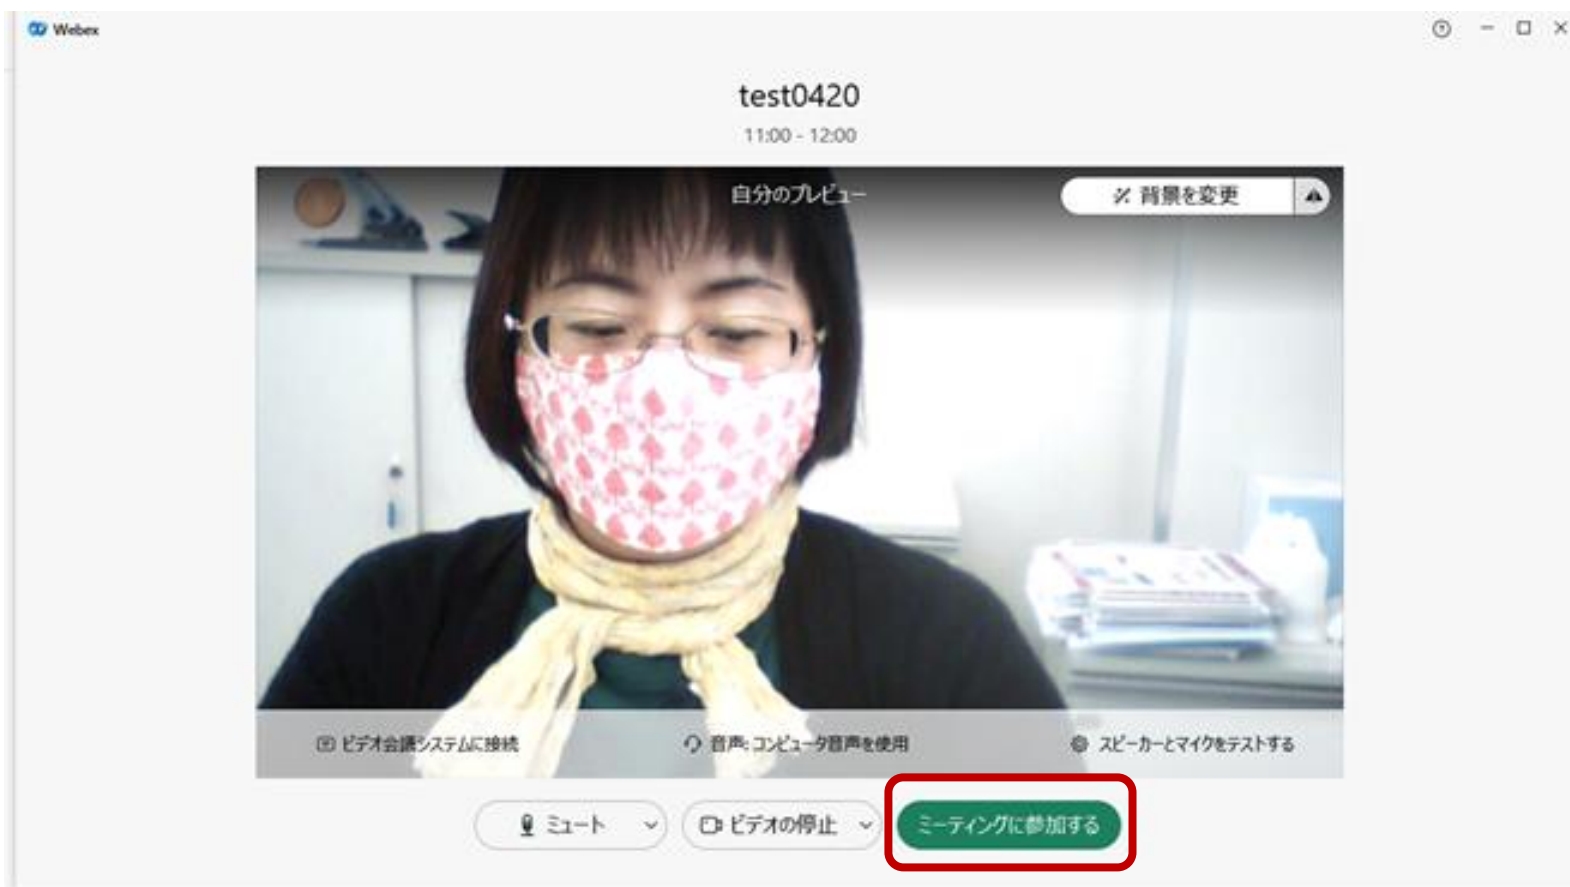 Webex
test0420
11:00 - 12:00
自分のプレビュー
背景を変更
ビデオ会議システムに接続
音声: コンピュータ音声を使用
スピーカーとマイクをテストする
ミュート
ビデオの停止
ミーティングに参加する